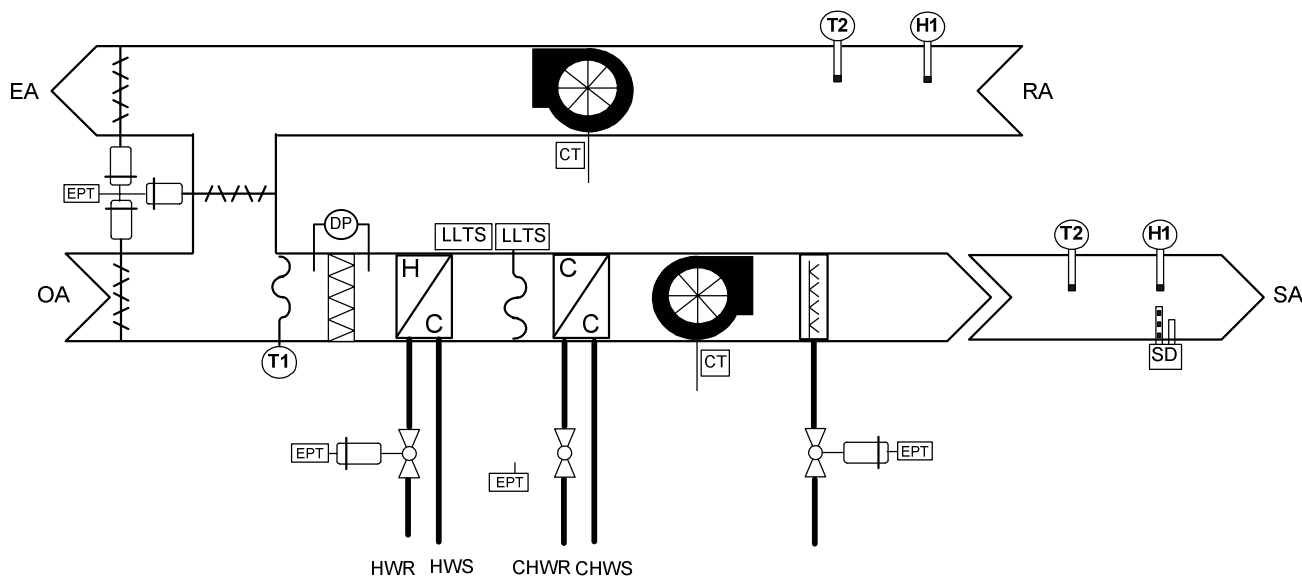 T2
H1
EA
RA
CT
EPT
DP
LLTS
LLTS
T2
H1
H
C
C
C
OA
SA
T1
CT
SD
EPT
EPT
EPT
HWR
HWS
CHWR
CHWS